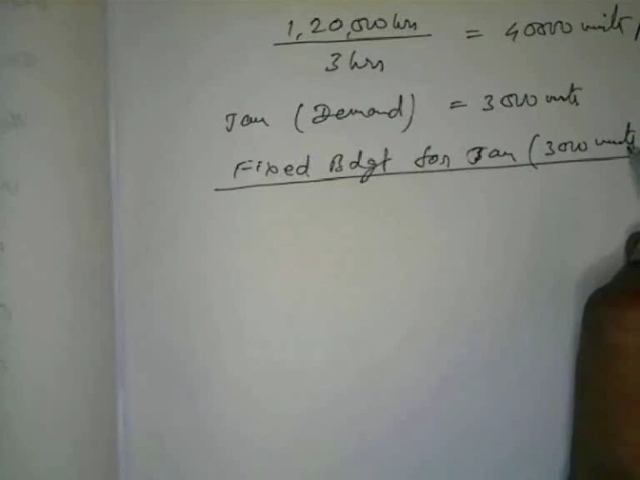 1,20,000 hrs
3 hrs
= 40000 units
Jan (Demand) = 3000 units
Fixed Bdgt for Jan (3000 units